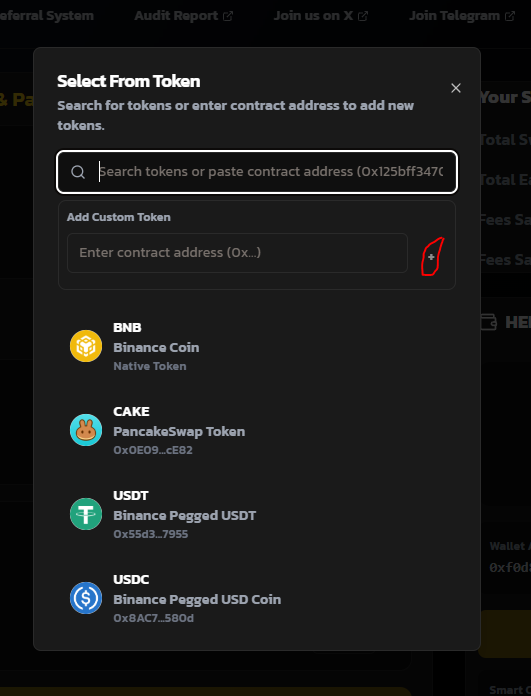 eferral System
Audit Report
Join us on X
Join Telegram
Select From Token
Search for tokens or enter contract address to add new
tokens.
Search tokens or paste contract address (0x125bff347(
Add Custom Token
Enter contract address (0x...)
+
BNB
Binance Coin
Native Token
CAKE
PancakeSwap Token
0x0E09...cE82
USDT
Binance Pegged USDT
0x55d3...7955
USDC
Binance Pegged USD Coin
0x8AC7...580d
& Pa
Your S
Total Sw
Total Ea
Fees Sa
Fees Sa
HE
Wallet A
0xf0d
Smart C